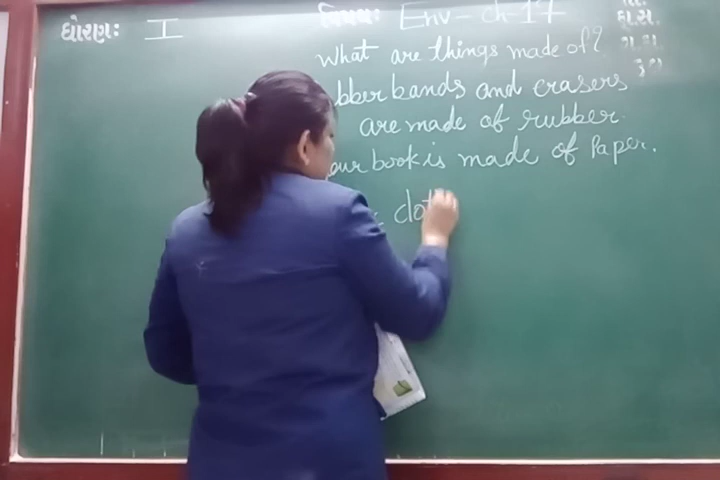 ધોરણઃ I
વિષયઃ Env - ch-17
What are things made of?
bber bands and erasers
are made of rubber.
our book is made of Paper.
clot